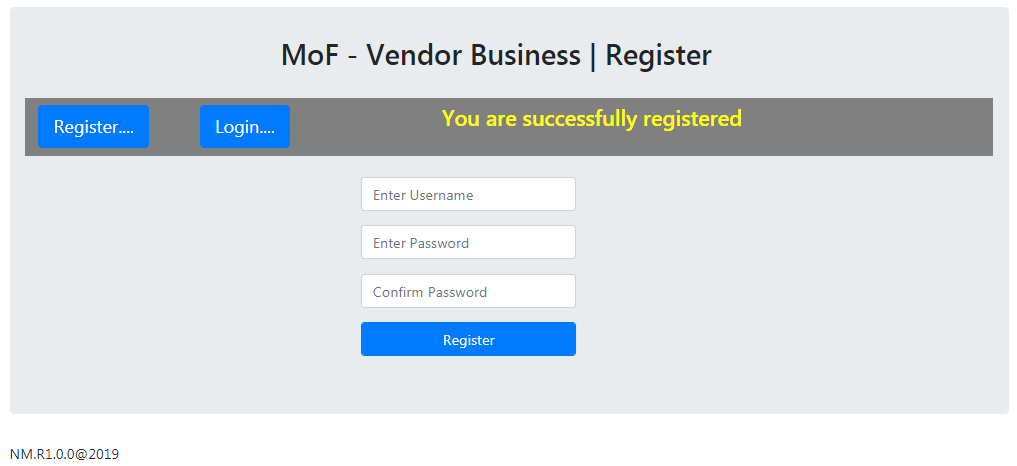 MoF - Vendor Business | Register
Register.... Login.... You are successfully registered
Enter Username
Enter Password
Confirm Password
Register
NM.R1.0.0@2019